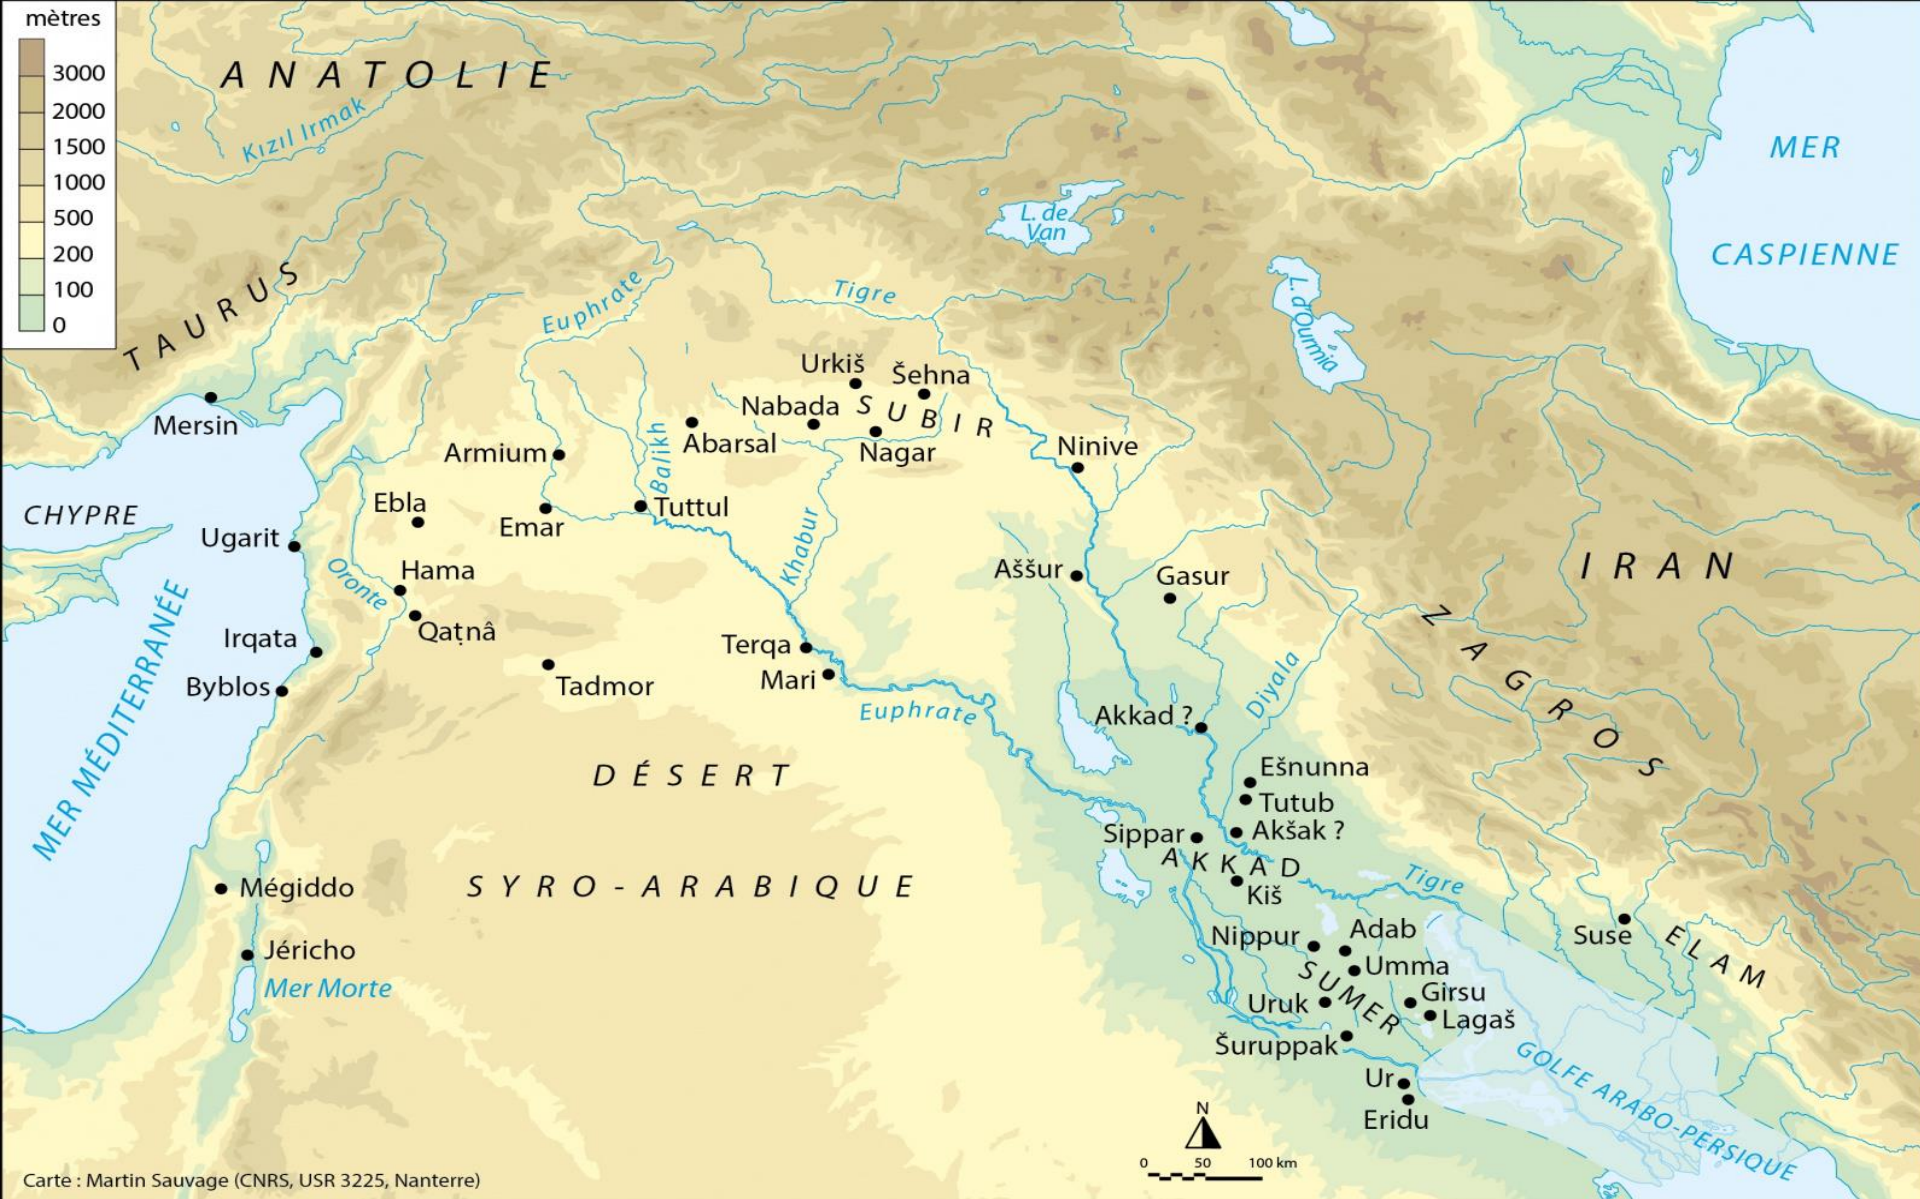 mètres
3000
2000
1500
1000
500
200
100
0
ANATOLIE
Kızıl Irmak
TAURUS
Euphrate
Tigre
L. de
Van
L. d'Ourmia
MER
CASPIENNE
Mersin
Urkiš
Šehna
Nabada
SUBIR
Abarsal
Nagar
Ninive
Armium
Balikh
CHYPRE
Ebla
Emar
Tuttul
Ugarit
Khabur
Oronte
Hama
Aššur
Gasur
IRAN
Qaṭnâ
Irqata
Terqa
ZAGROS
Byblos
Tadmor
Mari
Euphrate
Diyala
Akkad ?
MER MÉDITERRANÉE
DÉSERT
Ešnunna
Tutub
Sippar
Akšak ?
AKKAD
Kiš
Tigre
Mégiddo
SYRO-ARABIQUE
Nippur
Adab
Suse
ÉLAM
Jéricho
Umma
Mer Morte
SUMER
Uruk
Girsu
Lagaš
Šuruppak
GOLFE ARABO-PERSIQUE
Ur
Eridu
N
0 50 100 km
Carte : Martin Sauvage (CNRS, USR 3225, Nanterre)